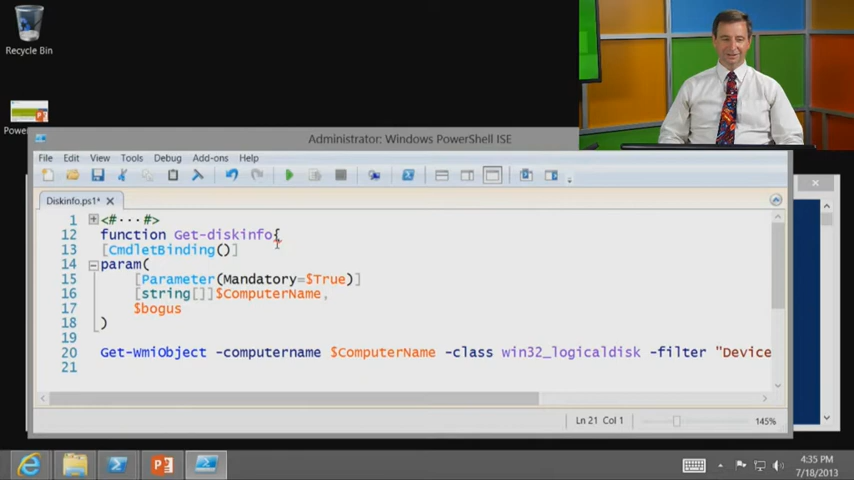 Recycle Bin
Power
Administrator: Windows PowerShell ISE
File Edit View Tools Debug Add-ons Help
Diskinfo.ps1*
1 <#···#>
12 function Get-diskinfo{
13 [CmdletBinding()]
14 param(
15 [Parameter(Mandatory=$True)]
16 [string[]]$ComputerName,
17 $bogus
18 )
19
20 Get-WmiObject -computername $ComputerName -class win32_logicaldisk -filter "Device
21
Ln 21 Col 1 145%
4:35 PM
7/18/2013